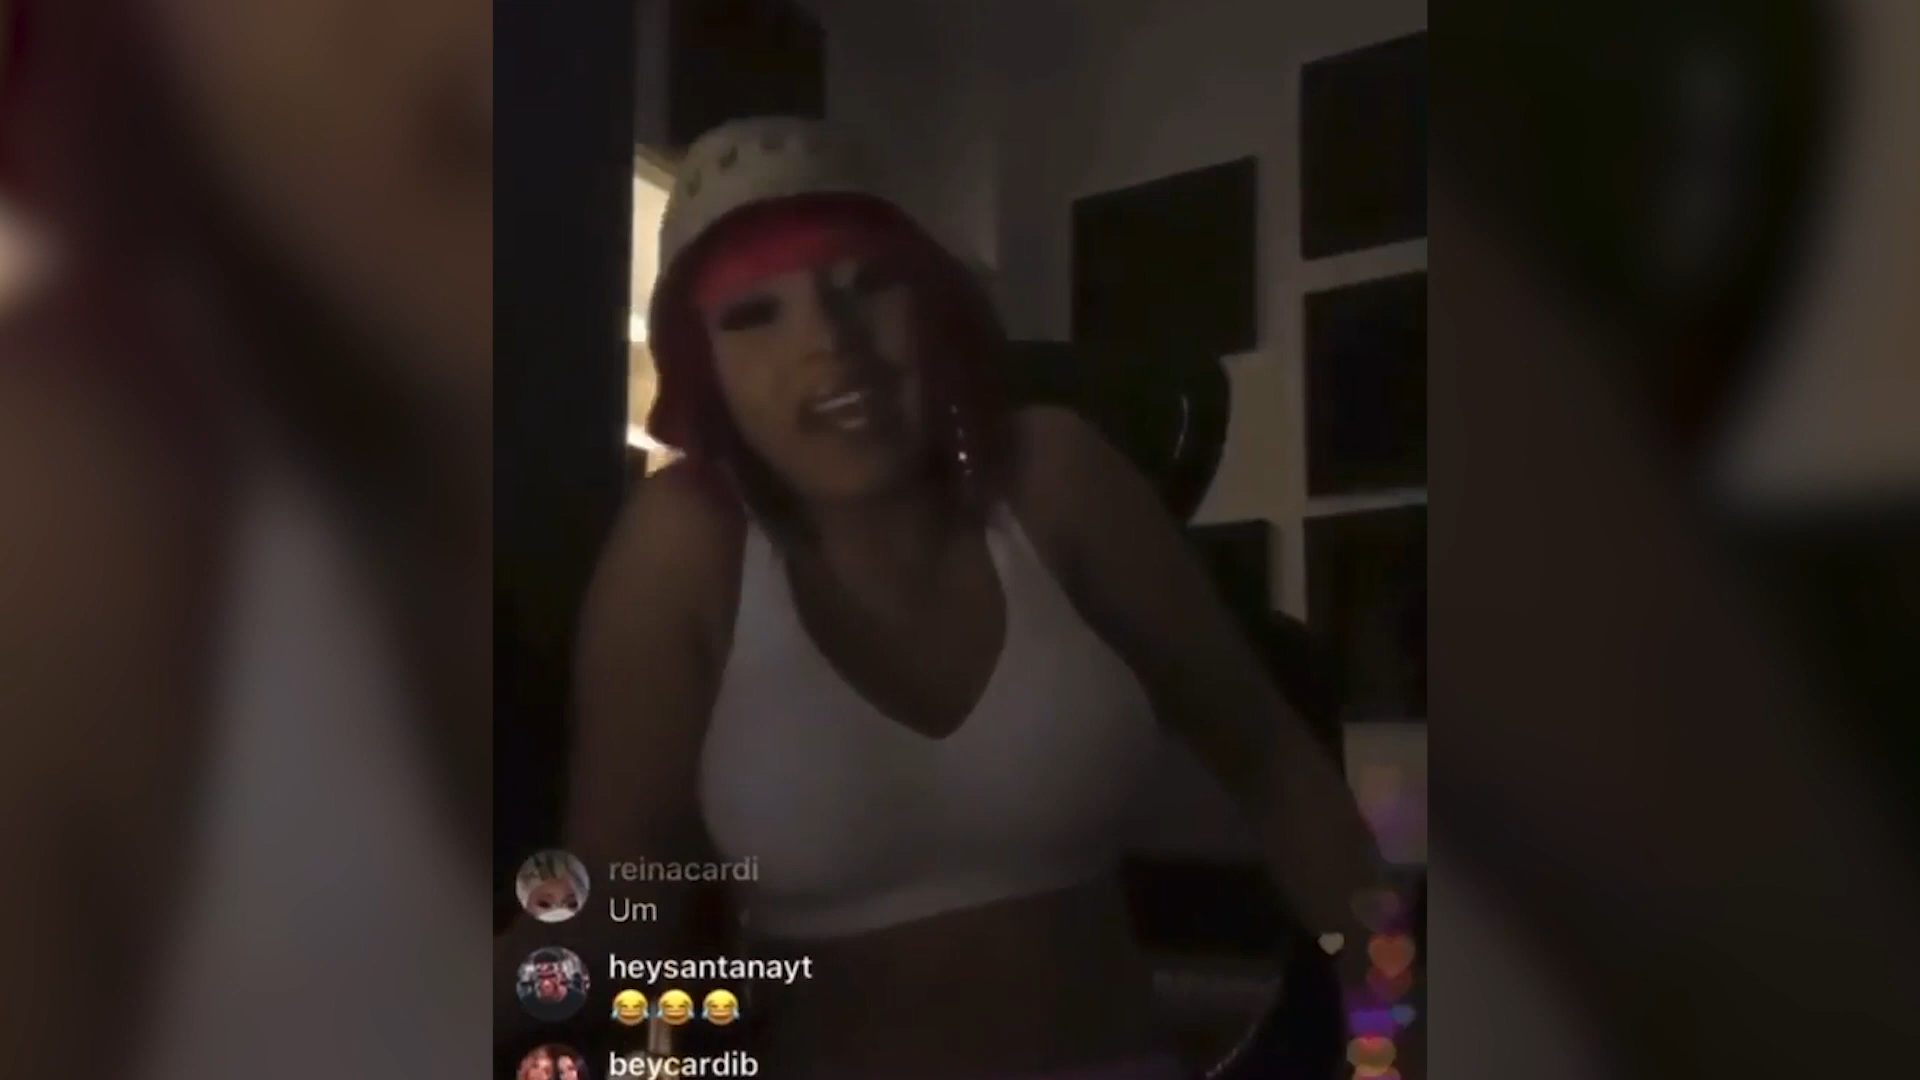 reinacardi
Um
heysantanayt
😂😂😂
beycardib